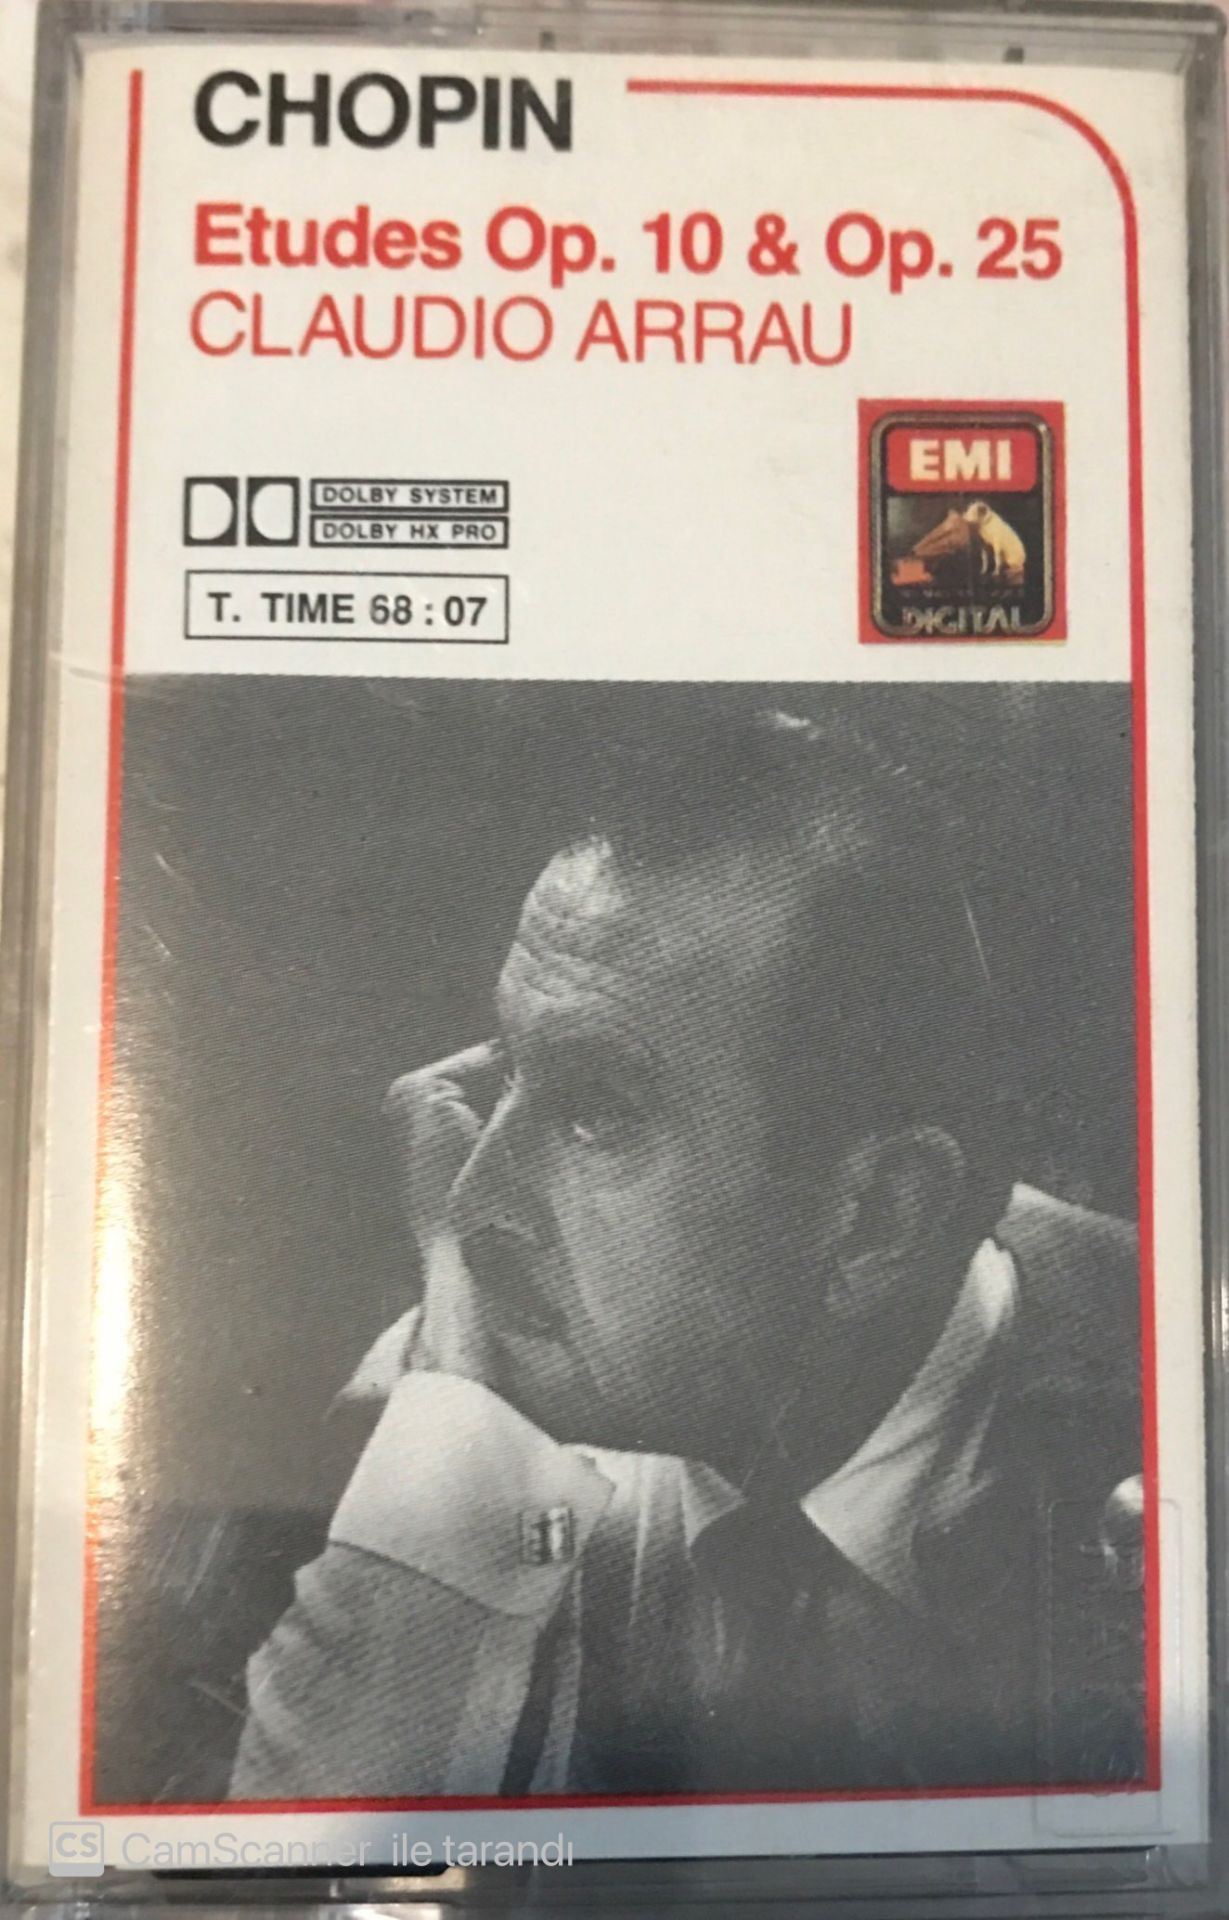 CHOPIN
Etudes Op. 10 & Op. 25
CLAUDIO ARRAU
EMI
DOLBY SYSTEM
DOLBY HX PRO
T. TIME 68:07
DIGITAL
CS CamScanner ile tarandı